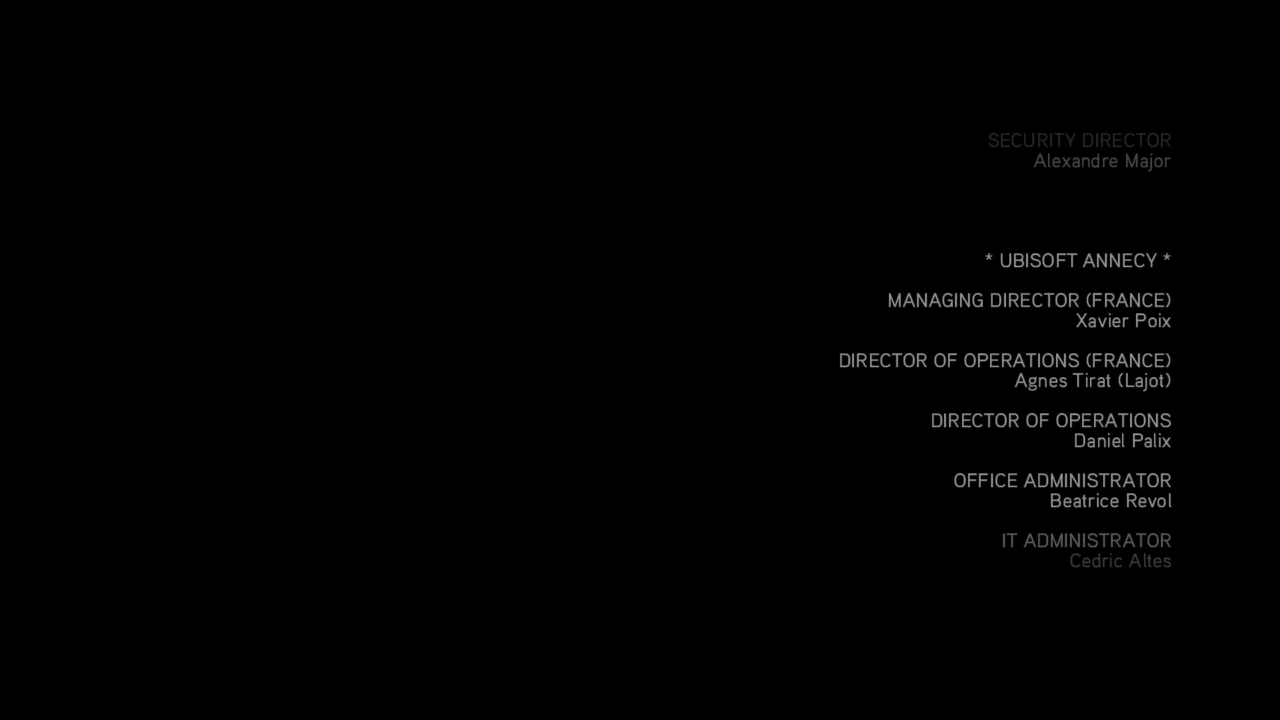 SECURITY DIRECTOR
Alexandre Major
* UBISOFT ANNECY *
MANAGING DIRECTOR (FRANCE)
Xavier Poix
DIRECTOR OF OPERATIONS (FRANCE)
Agnes Tirat (Lajot)
DIRECTOR OF OPERATIONS
Daniel Palix
OFFICE ADMINISTRATOR
Beatrice Revol
IT ADMINISTRATOR
Cedric Altes